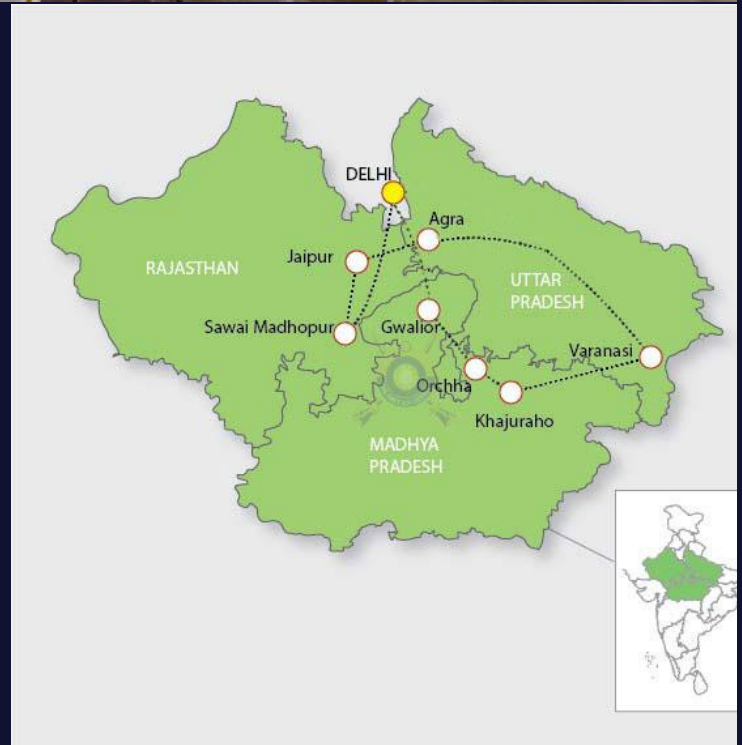 DELHI
Agra
Jaipur
RAJASTHAN
UTTAR
PRADESH
Sawai Madhopur
Gwalior
Varanasi
Orchha
Khajuraho
MADHYA
PRADESH